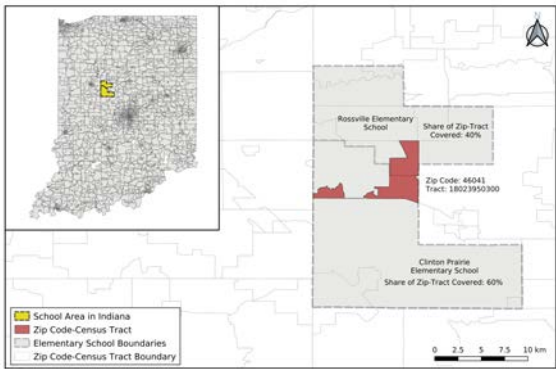 N
Rossville Elementary
School
Share of Zip-Tract
Covered: 40%
Zip Code: 46041
Tract: 18023950300
Clinton Prairie
Elementary School
Share of Zip-Tract Covered: 60%
School Area in Indiana
Zip Code-Census Tract
Elementary School Boundaries
Zip Code-Census Tract Boundary
0 2.5 5 7.5 10 km